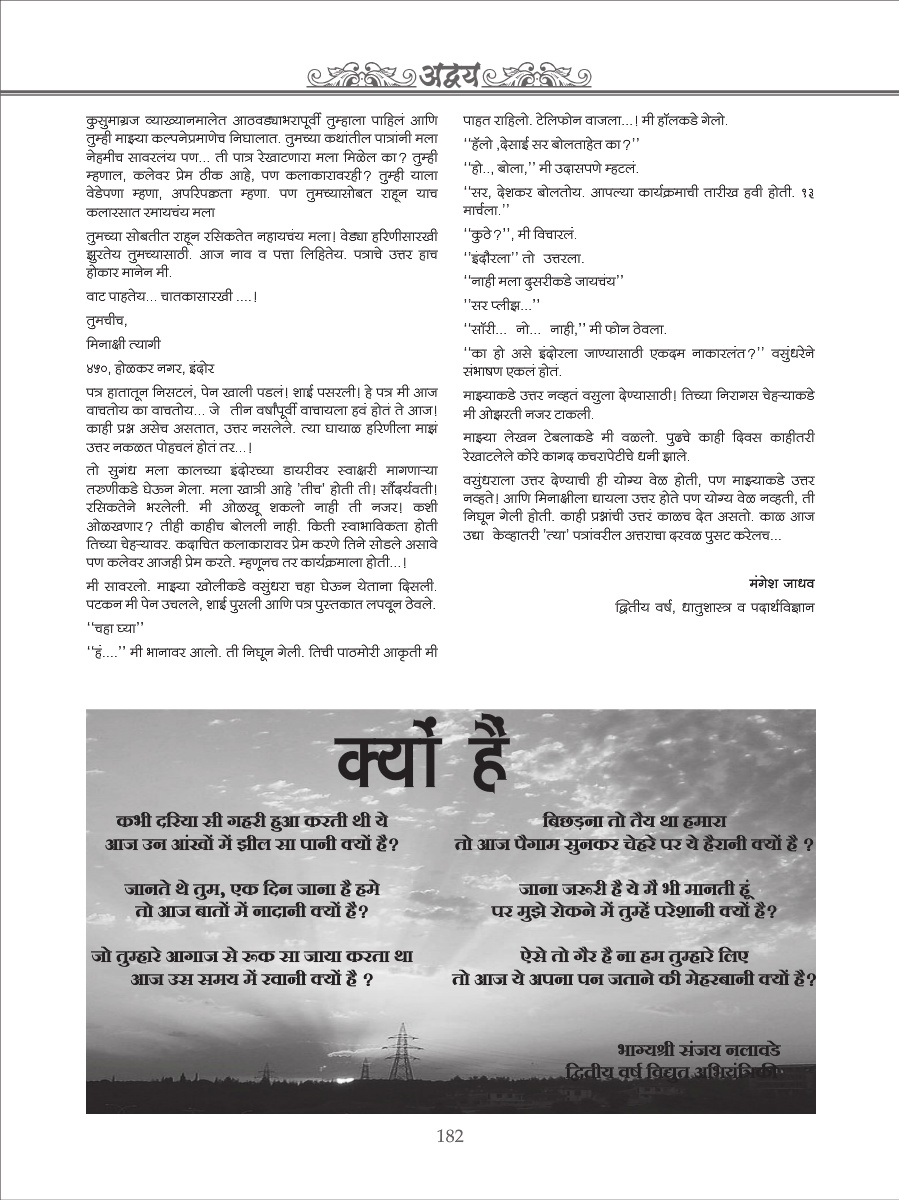 अद्वय
कुसुमाग्रज व्याख्यानमालेत आठवड्याभरापूर्वी तुम्हाला पाहिलं आणि
तुम्ही माझ्या कल्पनेप्रमाणेच निघालात. तुमच्या कथांतील पात्रांनी मला
नेहमीच सावरलंय पण... ती पात्र रेखाटणारा मला मिळेल का? तुम्ही
म्हणाल, कलेवर प्रेम ठीक आहे, पण कलाकारावरही? तुम्ही याला
वेडेपणा म्हणा, अपरिपक्वता म्हणा. पण तुमच्यासोबत राहून याच
कलारसात रमायचंय मला
तुमच्या सोबतीत राहून रसिकतेत नहायचंय मला! वेड्या हरिणीसारखी
झुरतेय तुमच्यासाठी. आज नाव व पत्ता लिहितेय. पत्राचे उत्तर हाच
होकार मानेन मी.
वाट पाहतेय... चातकासारखी ....!
तुमचीच,
मिनाक्षी त्यागी
४५०, होळकर नगर, इंदोर
पत्र हातातून निसटलं, पेन खाली पडलं! शाई पसरली! हे पत्र मी आज
वाचतोय का वाचतोय... जे तीन वर्षांपूर्वी वाचायला हवं होतं ते आज!
काही प्रश्न असेच असतात, उत्तर नसलेले. त्या घायाळ हरिणीला माझं
उत्तर नकळत पोहचलं होतं तर...!
तो सुगंध मला कालच्या इंदोरच्या डायरीवर स्वाक्षरी मागणाऱ्या
तरुणीकडे घेऊन गेला. मला खात्री आहे 'तीच' होती ती! सौंदर्यवती!
रसिकतेने भरलेली. मी ओळखू शकलो नाही ती नजर! कशी
ओळखणार? तीही काहीच बोलली नाही. किती स्वाभाविकता होती
तिच्या चेहऱ्यावर. कदाचित कलाकारावर प्रेम करणे तिने सोडले असावे
पण कलेवर आजही प्रेम करते. म्हणूनच तर कार्यक्रमाला होती...!
मी सावरलो. माझ्या खोलीकडे वसुंधरा चहा घेऊन येताना दिसली.
पटकन मी पेन उचलले, शाई पुसली आणि पत्र पुस्तकात लपवून ठेवले.
‘‘चहा घ्या’’
‘‘हं....’’ मी भानावर आलो. ती निघून गेली. तिची पाठमोरी आकृती मी
पाहत राहिलो. टेलिफोन वाजला...! मी हॉलकडे गेलो.
‘‘हॅलो ,देसाई सर बोलताहेत का?’’
‘‘हो.., बोला,’’ मी उदासपणे म्हटलं.
‘‘सर, देशकर बोलतोय. आपल्या कार्यक्रमाची तारीख हवी होती. १३
मार्चला.’’
‘‘कुठे?’’, मी विचारलं.
‘‘इंदौरला’’ तो उत्तरला.
‘‘नाही मला दुसरीकडे जायचंय’’
’’सर प्लीझ...’’
‘‘सॉरी... नो... नाही,’’ मी फोन ठेवला.
‘‘का हो असे इंदोरला जाण्यासाठी एकदम नाकारलंत?’’ वसुंधरेने
संभाषण एकलं होतं.
माझ्याकडे उत्तर नव्हतं वसुला देण्यासाठी! तिच्या निरागस चेहऱ्याकडे
मी ओझरती नजर टाकली.
माझ्या लेखन टेबलाकडे मी वळलो. पुढचे काही दिवस काहीतरी
रेखाटलेले कोरे कागद कचरापेटीचे धनी झाले.
वसुंधराला उत्तर देण्याची ही योग्य वेळ होती, पण माझ्याकडे उत्तर
नव्हते! आणि मिनाक्षीला द्यायला उत्तर होते पण योग्य वेळ नव्हती, ती
निघून गेली होती. काही प्रश्नांची उत्तरं काळच देत असतो. काळ आज
उद्या केव्हातरी 'त्या' पत्रांवरील अत्तराचा दरवळ पुसट करेलच...
मंगेश जाधव
द्वितीय वर्ष, धातुशास्त्र व पदार्थविज्ञान
क्यों हैं
कभी दरिया सी गहरी हुआ करती थी ये
आज उन आंखों में झील सा पानी क्यों है?
जानते थे तुम, एक दिन जाना है हमे
तो आज बातों में नादानी क्यों है?
जो तुम्हारे आगाज से रूक सा जाया करता था
आज उस समय में रवानी क्यों है ?
बिछड़ना तो तैय था हमारा
तो आज पैगाम सुनकर चेहरे पर ये हैरानी क्यों है ?
जाना जरूरी है ये मै भी मानती हूं
पर मुझे रोकने में तुम्हें परेशानी क्यों है?
ऐसे तो गैर है ना हम तुम्हारे लिए
तो आज ये अपना पन जताने की मेहरबानी क्यों है?
भाग्यश्री संजय नलावडे
द्वितीय वर्ष विद्युत अभियंत्रिकी
182